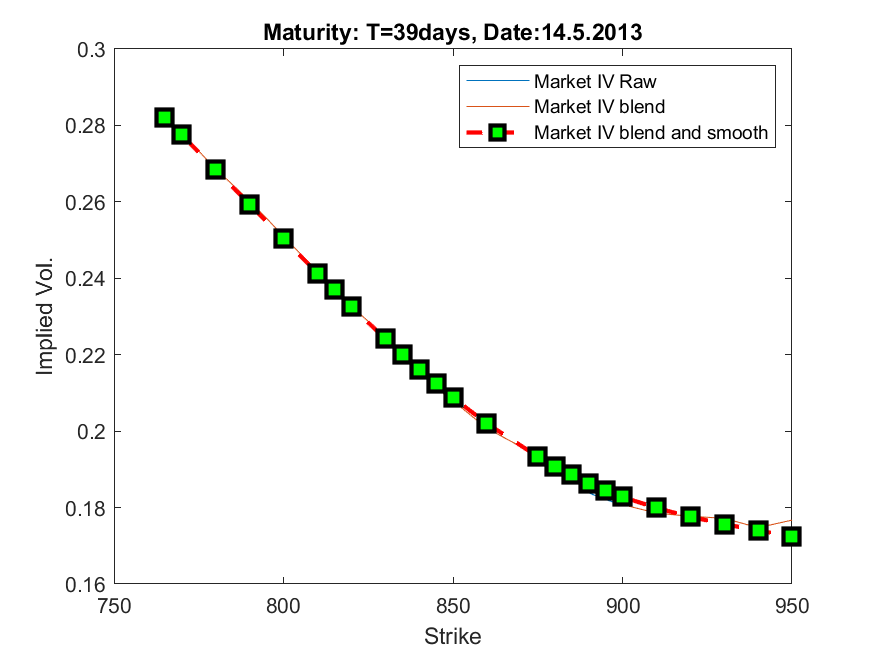 Maturity: T=39days, Date:14.5.2013
0.3
0.28
0.26
0.24
0.22
0.2
0.18
0.16
Implied Vol.
Market IV Raw
Market IV blend
Market IV blend and smooth
750 800 850 900 950
Strike